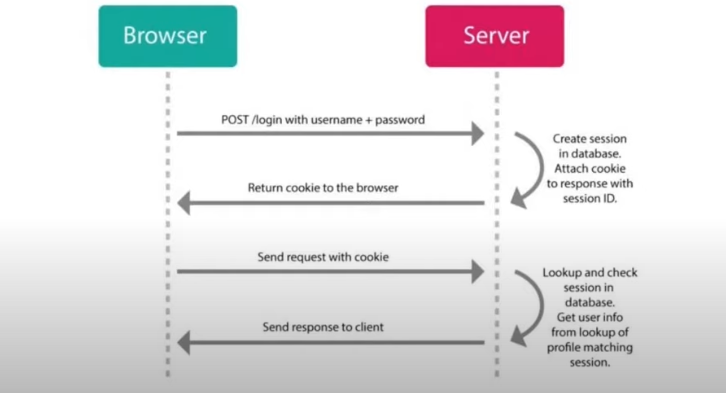 Browser
Server
POST /login with username + password
Create session
in database.
Attach cookie
to response with
session ID.
Return cookie to the browser
Send request with cookie
Lookup and check
session in
database.
Get user info
from lookup of
profile matching
session.
Send response to client